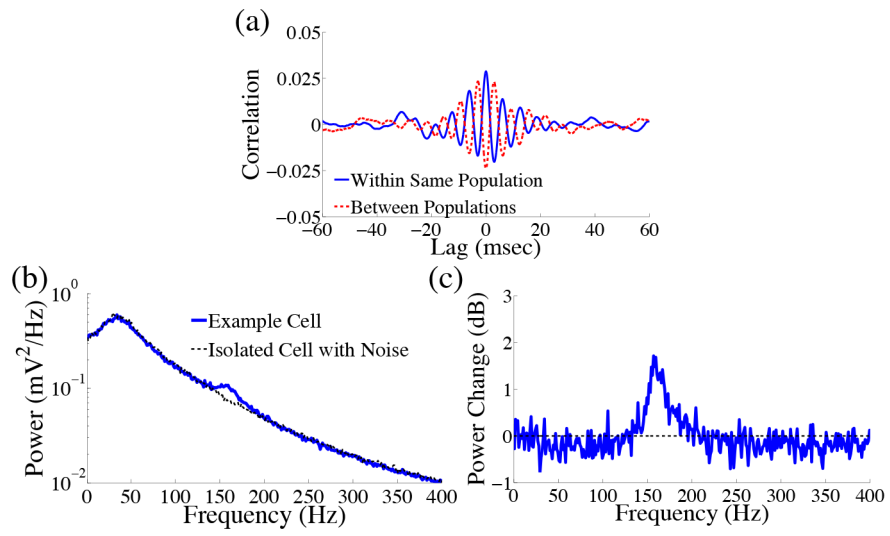 (a)
0.05
0.025
0
−0.025
−0.05
Correlation
Within Same Population
Between Populations
−60 −40 −20 0 20 40 60
Lag (msec)
(b)
10^0
10^-1
10^-2
Power (mV^2/Hz)
Example Cell
Isolated Cell with Noise
0 50 100 150 200 250 300 350 400
Frequency (Hz)
(c)
3
2
1
0
−1
Power Change (dB)
0 50 100 150 200 250 300 350 400
Frequency (Hz)